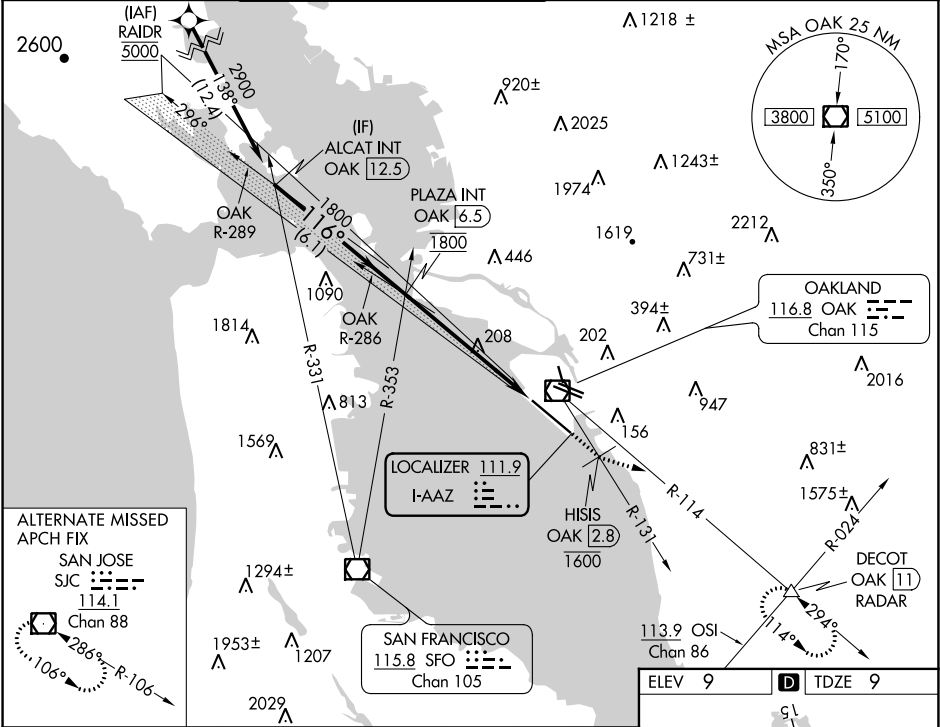 (IAF)
RAIDR
5000
2600
2900
138°
(12.4)
296°
(IF)
ALCAT INT
OAK 12.5
OAK
R-289
1800
116°
(6.1)
PLAZA INT
OAK 6.5
1800
OAK
R-286
1218 ±
920±
2025
1974
1243±
1619
2212
731±
446
394±
202
208
1090
1814
813
1569
R-331
R-353
MSA OAK 25 NM
170°
3800
5100
350°
OAKLAND
116.8 OAK
Chan 115
2016
947
156
831±
1575±
LOCALIZER 111.9
I-AAZ
HISIS
OAK 2.8
1600
R-131
R-114
R-024
DECOT
OAK 11
RADAR
294°
114°
113.9 OSI
Chan 86
ALTERNATE MISSED
APCH FIX
SAN JOSE
SJC
114.1
Chan 88
286°
R-106
106°
1294±
1953±
1207
2029
SAN FRANCISCO
115.8 SFO
Chan 105
ELEV 9
D
TDZE 9
15